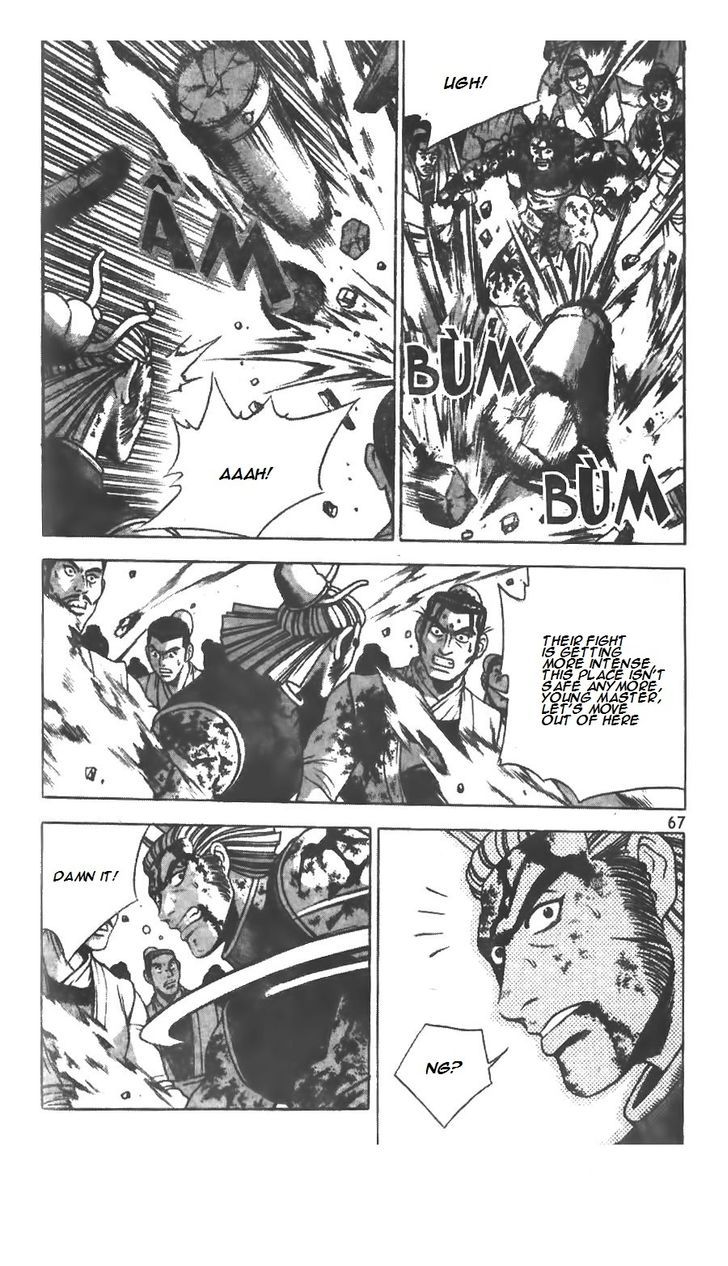 ẦM
AAAH!
UGH!
BÙM
BÙM
THEIR FIGHT
IS GETTING
MORE INTENSE,
THIS PLACE ISN'T
SAFE ANYMORE,
YOUNG MASTER,
LET'S MOVE
OUT OF HERE
67
DAMN IT!
NG?